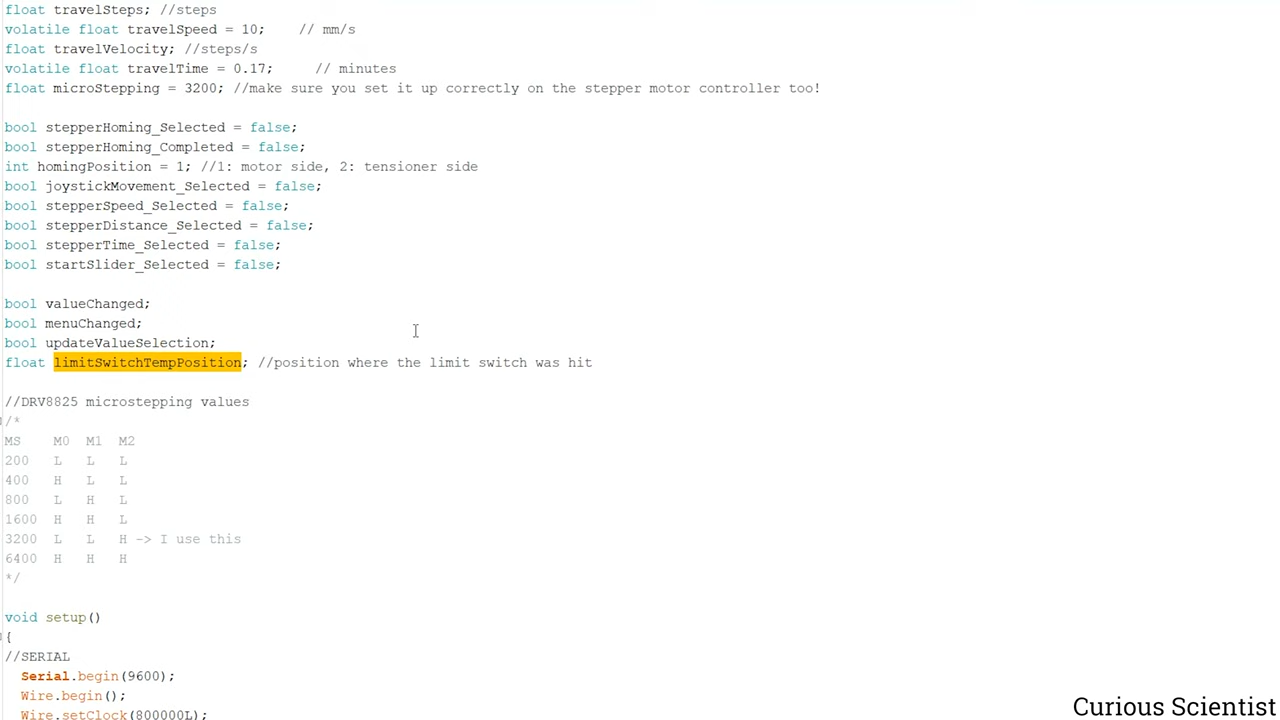 float travelSteps; //steps
volatile float travelSpeed = 10;    // mm/s
float travelVelocity; //steps/s
volatile float travelTime = 0.17;     // minutes
float microStepping = 3200; //make sure you set it up correctly on the stepper motor controller too!
bool stepperHoming_Selected = false;
bool stepperHoming_Completed = false;
int homingPosition = 1; //1: motor side, 2: tensioner side
bool joystickMovement_Selected = false;
bool stepperSpeed_Selected = false;
bool stepperDistance_Selected = false;
bool stepperTime_Selected = false;
bool startSlider_Selected = false;
bool valueChanged;
bool menuChanged;
bool updateValueSelection;
float limitSwitchTempPosition; //position where the limit switch was hit
//DRV8825 microstepping values
/*
MS    M0  M1  M2
200   L   L   L
400   H   L   L
800   L   H   L
1600  H   H   L
3200  L   L   H -> I use this
6400  H   H   H
*/
void setup()
{
//SERIAL
  Serial.begin(9600);
  Wire.begin();
  Wire.setClock(800000L);
Curious Scientist